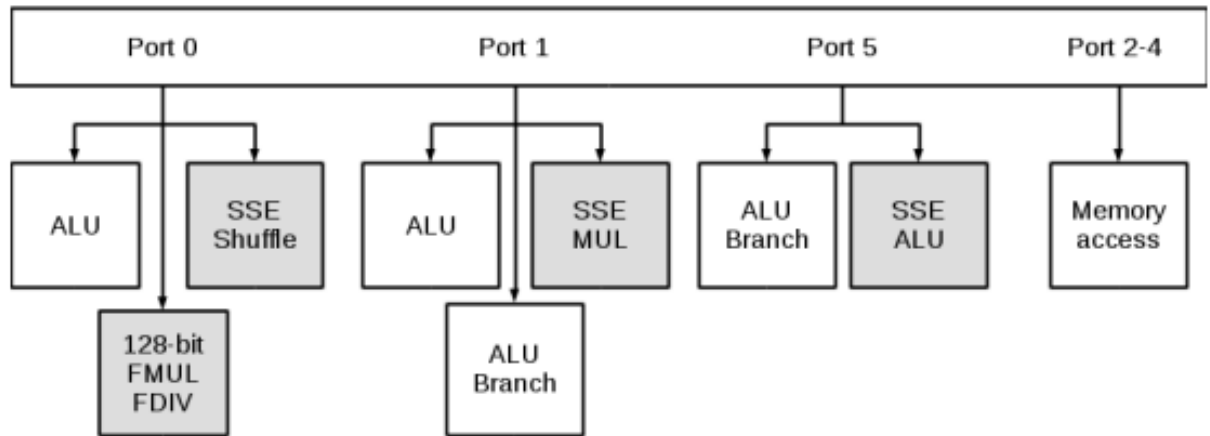 Port 0
Port 1
Port 5
Port 2-4
ALU
SSE
Shuffle
ALU
SSE
MUL
ALU
Branch
SSE
ALU
Memory
access
128-bit
FMUL
FDIV
ALU
Branch